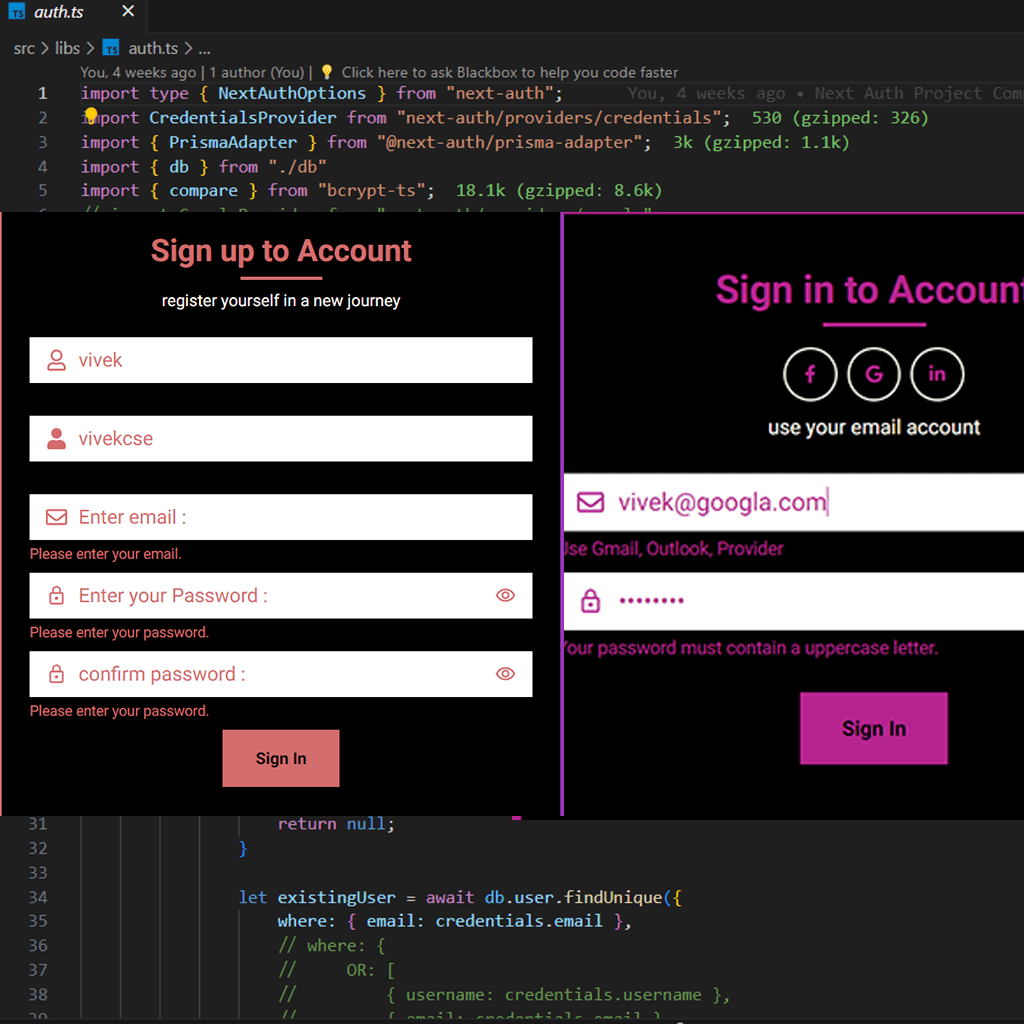 auth.ts
src > libs > auth.ts > ...
You, 4 weeks ago | 1 author (You) | Click here to ask Blackbox to help you code faster
1 import type { NextAuthOptions } from "next-auth"; You, 4 weeks ago • Next Auth Project Com
2 import CredentialsProvider from "next-auth/providers/credentials"; 530 (gzipped: 326)
3 import { PrismaAdapter } from "@next-auth/prisma-adapter"; 3k (gzipped: 1.1k)
4 import { db } from "./db"
5 import { compare } from "bcrypt-ts"; 18.1k (gzipped: 8.6k)
Sign up to Account
register yourself in a new journey
vivek
vivekcse
Enter email :
Please enter your email.
Enter your Password :
Please enter your password.
confirm password :
Please enter your password.
Sign In
Sign in to Account
f G in
use your email account
vivek@googla.com
Use Gmail, Outlook, Provider
••••••••
Your password must contain a uppercase letter.
Sign In
31 return null;
32 }
33
34 let existingUser = await db.user.findUnique({
35 where: { email: credentials.email },
36 // where: {
37 // OR: [
38 // { username: credentials.username },
39 // { email: credentials.email }